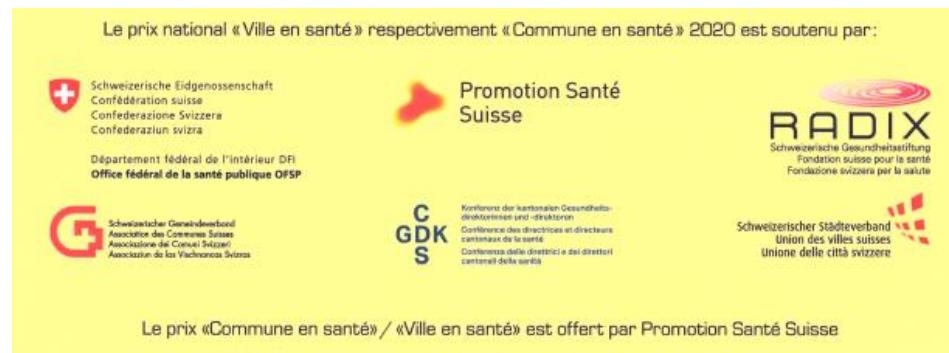 Le prix national «Ville en santé» respectivement «Commune en santé» 2020 est soutenu par:
Schweizerische Eidgenossenschaft
Confédération suisse
Confederazione Svizzera
Confederaziun svizra
Département fédéral de l'intérieur DFI
Office fédéral de la santé publique OFSP
Promotion Santé
Suisse
RADIX
Schweizerische Gesundheitsstiftung
Fondation suisse pour la santé
Fondazione svizzera per la salute
Schweizerischer Gemeindeverband
Association des Communes Suisses
Associazione dei Comuni Svizzeri
Associaziun da las Vischnancas Svizras
C
GDK
S
Konferenz der kantonalen Gesundheits-
direktorinnen und -direktoren
Conférence des directrices et directeurs
cantonaux de la santé
Conferenza delle direttrici e dei direttori
cantonali della sanità
Schweizerischer Städteverband
Union des villes suisses
Unione delle città svizzere
Le prix «Commune en santé» / «Ville en santé» est offert par Promotion Santé Suisse